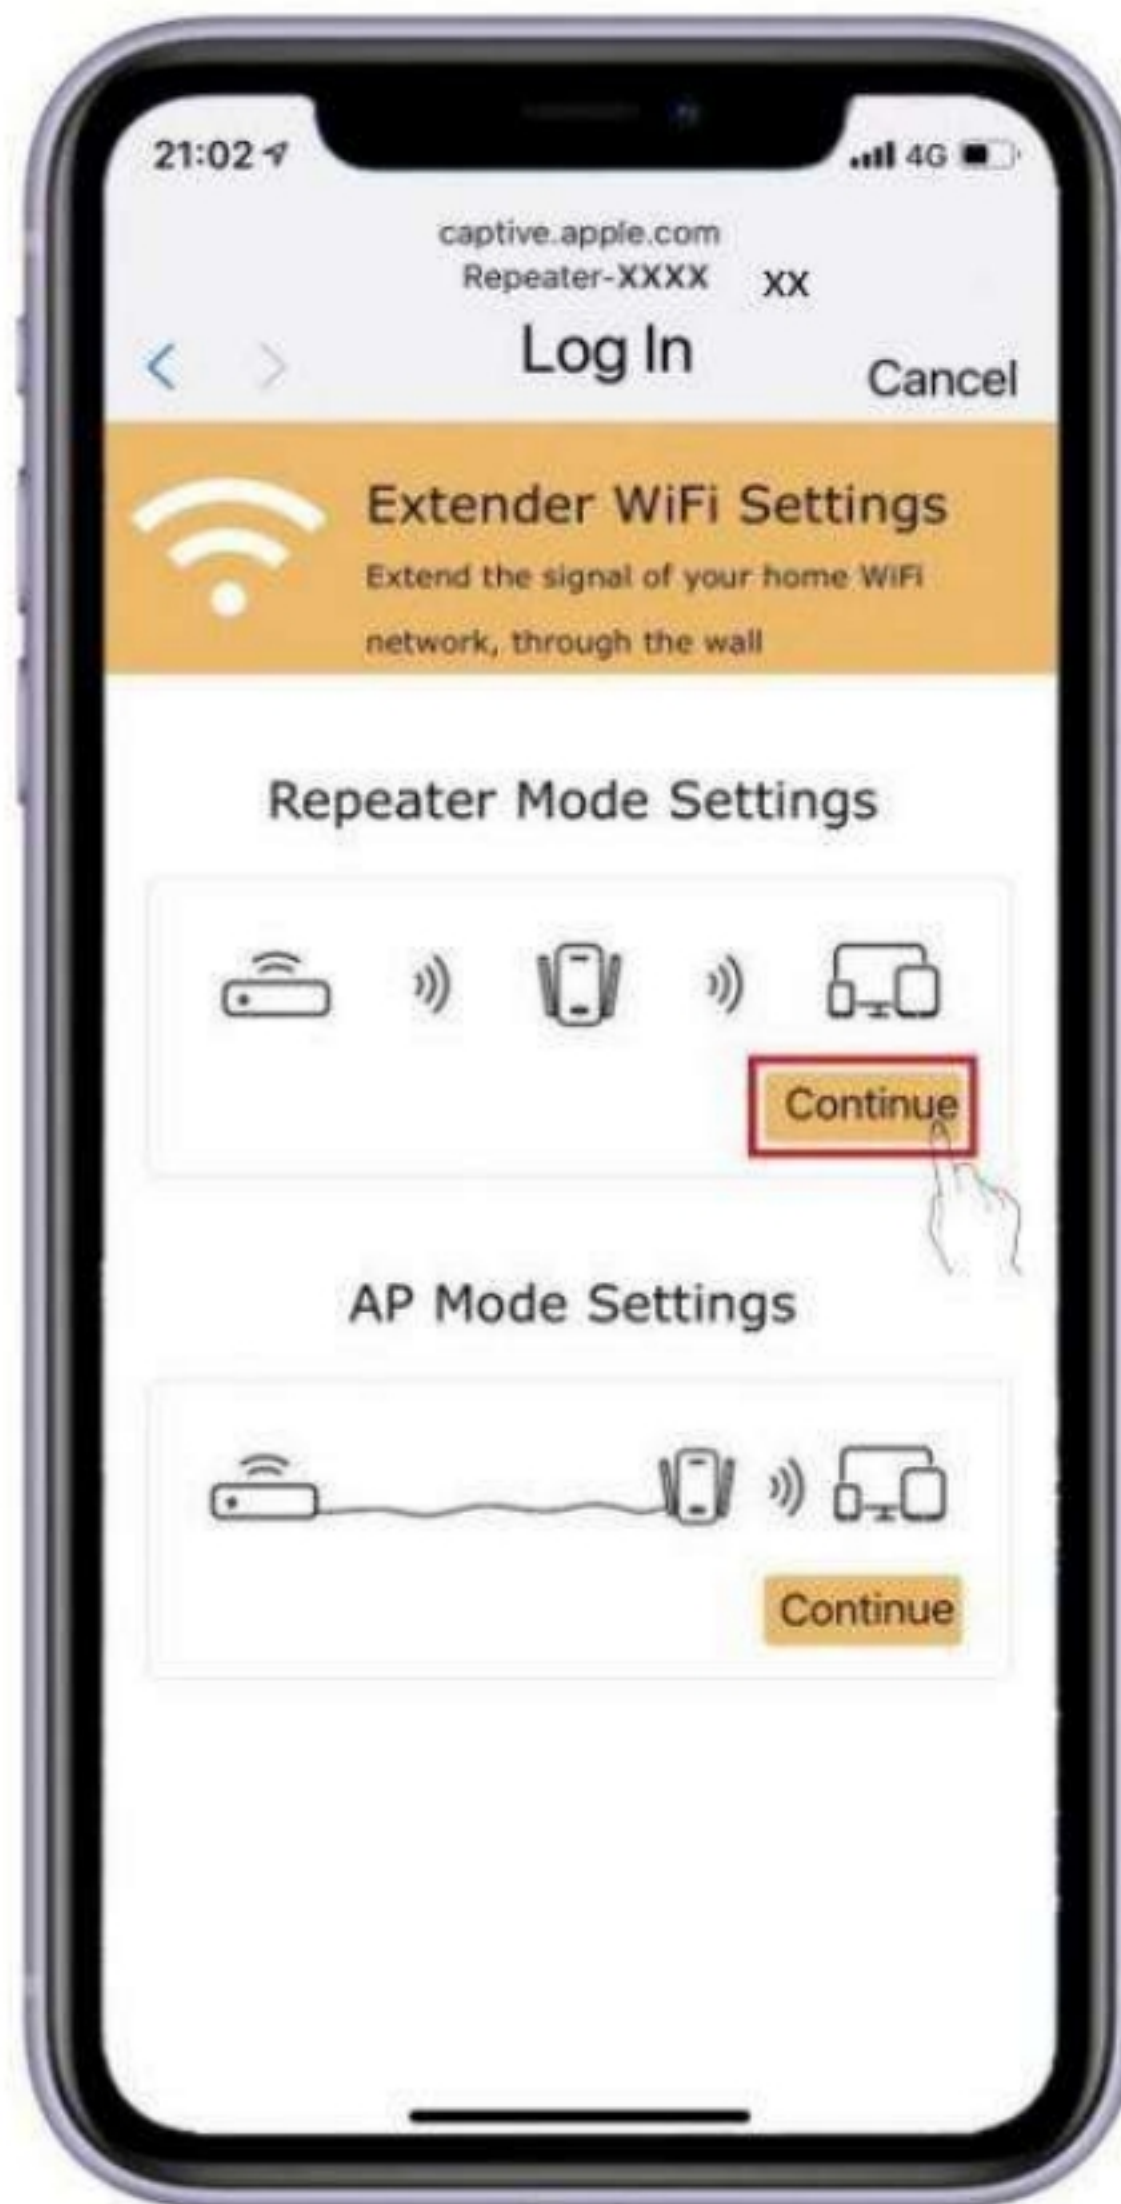 21:02
4G
captive.apple.com
Repeater-XXXX XX
Log In
Cancel
Extender WiFi Settings
Extend the signal of your home WiFi
network, through the wall
Repeater Mode Settings
Continue
AP Mode Settings
Continue